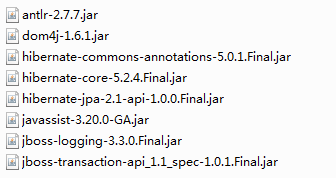 antlr-2.7.7.jar
dom4j-1.6.1.jar
hibernate-commons-annotations-5.0.1.Final.jar
hibernate-core-5.2.4.Final.jar
hibernate-jpa-2.1-api-1.0.0.Final.jar
javassist-3.20.0-GA.jar
jboss-logging-3.3.0.Final.jar
jboss-transaction-api_1.1_spec-1.0.1.Final.jar